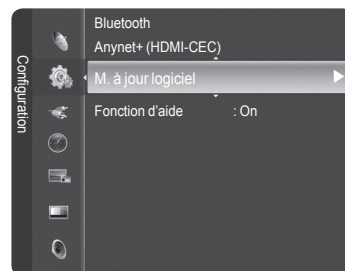 Configuration
Bluetooth
Anynet+ (HDMI-CEC)
M. à jour logiciel
Fonction d'aide : On